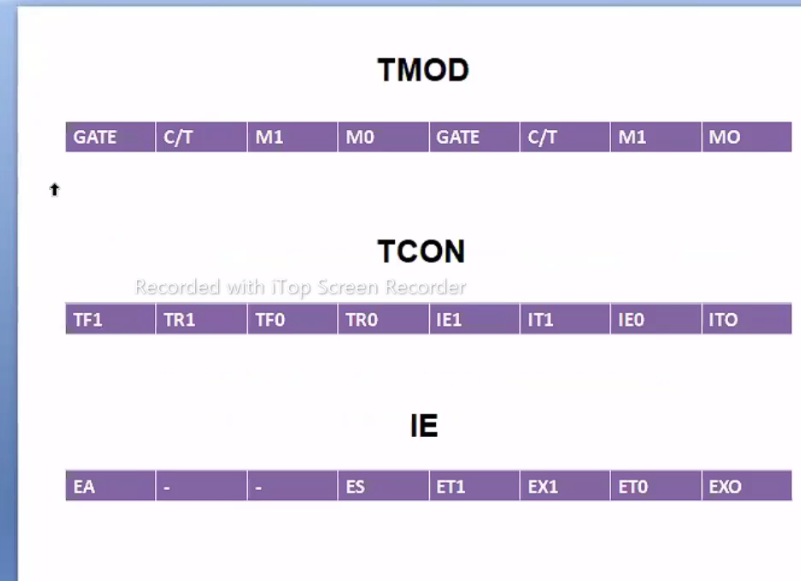 TMOD
GATE C/T M1 M0 GATE C/T M1 MO
TCON
Recorded with iTop Screen Recorder
TF1 TR1 TF0 TR0 IE1 IT1 IE0 ITO
IE
EA - - ES ET1 EX1 ET0 EXO